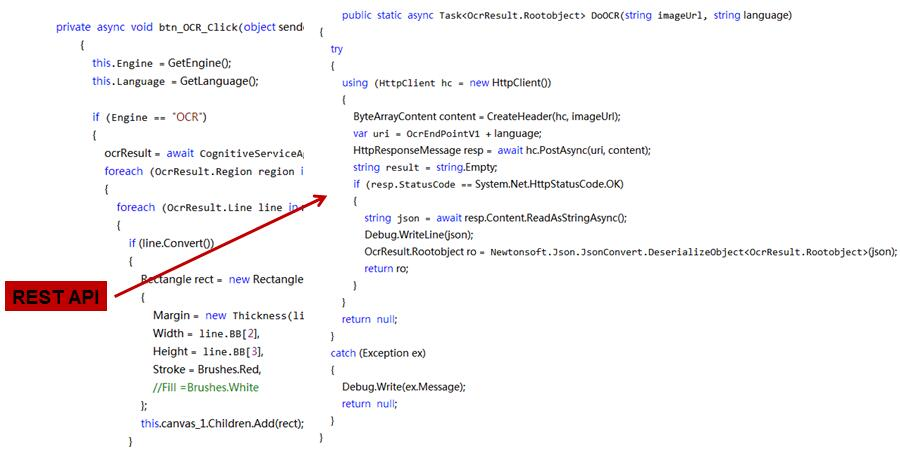 private async void btn_OCR_Click(object sende
{
this.Engine = GetEngine();
this.Language = GetLanguage();
if (Engine == "OCR")
{
ocrResult = await CognitiveServiceA
foreach (OcrResult.Region region i
{
foreach (OcrResult.Line line in
{
if (line.Convert())
{
Rectangle rect = new Rectangle
{
Margin = new Thickness(li
Width = line.BB[2],
Height = line.BB[3],
Stroke = Brushes.Red,
//Fill =Brushes.White
};
this.canvas_1.Children.Add(rect);
}
REST API
public static async Task<OcrResult.Rootobject> DoOCR(string imageUrl, string language)
{
try
{
using (HttpClient hc = new HttpClient())
{
ByteArrayContent content = CreateHeader(hc, imageUrl);
var uri = OcrEndPointV1 + language;
HttpResponseMessage resp = await hc.PostAsync(uri, content);
string result = string.Empty;
if (resp.StatusCode == System.Net.HttpStatusCode.OK)
{
string json = await resp.Content.ReadAsStringAsync();
Debug.WriteLine(json);
OcrResult.Rootobject ro = Newtonsoft.Json.JsonConvert.DeserializeObject<OcrResult.Rootobject>(json);
return ro;
}
}
return null;
}
catch (Exception ex)
{
Debug.Write(ex.Message);
return null;
}
}